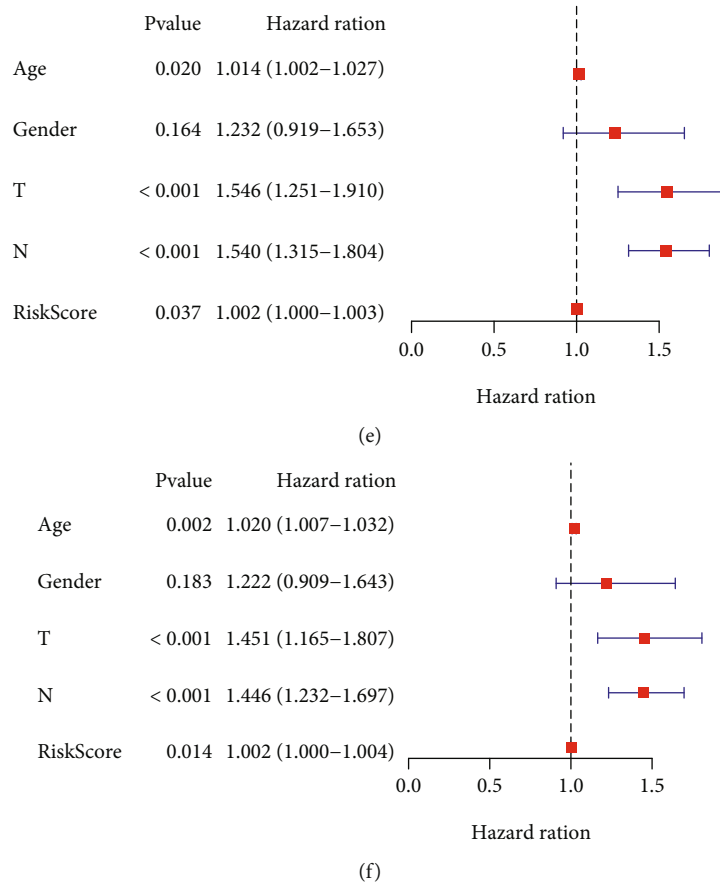 Pvalue Hazard ration
Age 0.020 1.014 (1.002−1.027)
Gender 0.164 1.232 (0.919−1.653)
T < 0.001 1.546 (1.251−1.910)
N < 0.001 1.540 (1.315−1.804)
RiskScore 0.037 1.002 (1.000−1.003)
0.0 0.5 1.0 1.5
Hazard ration
(e)
Pvalue Hazard ration
Age 0.002 1.020 (1.007−1.032)
Gender 0.183 1.222 (0.909−1.643)
T < 0.001 1.451 (1.165−1.807)
N < 0.001 1.446 (1.232−1.697)
RiskScore 0.014 1.002 (1.000−1.004)
0.0 0.5 1.0 1.5
Hazard ration
(f)